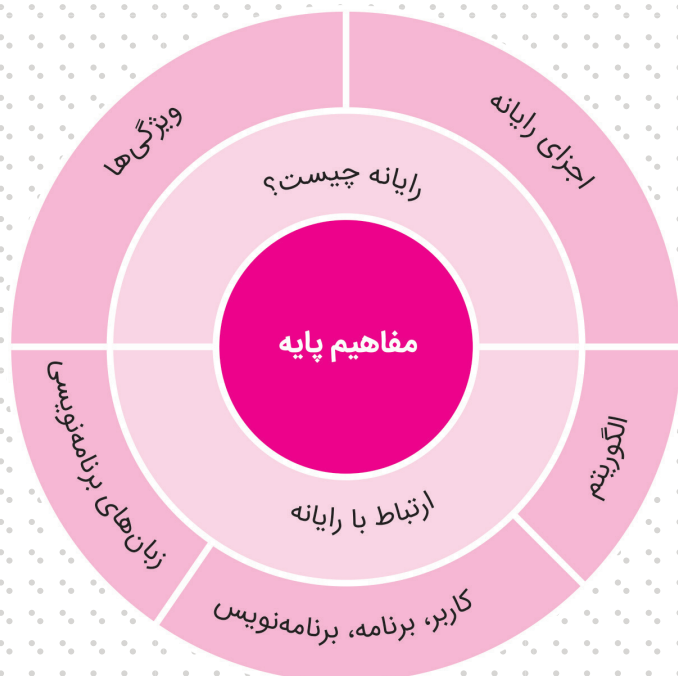 مفاهیم پایه
رایانه چیست؟
اجزای رایانه
ویژگی‌ها
ارتباط با رایانه
الگوریتم
کاربر، برنامه، برنامه‌نویس
زبان‌های برنامه‌نویسی